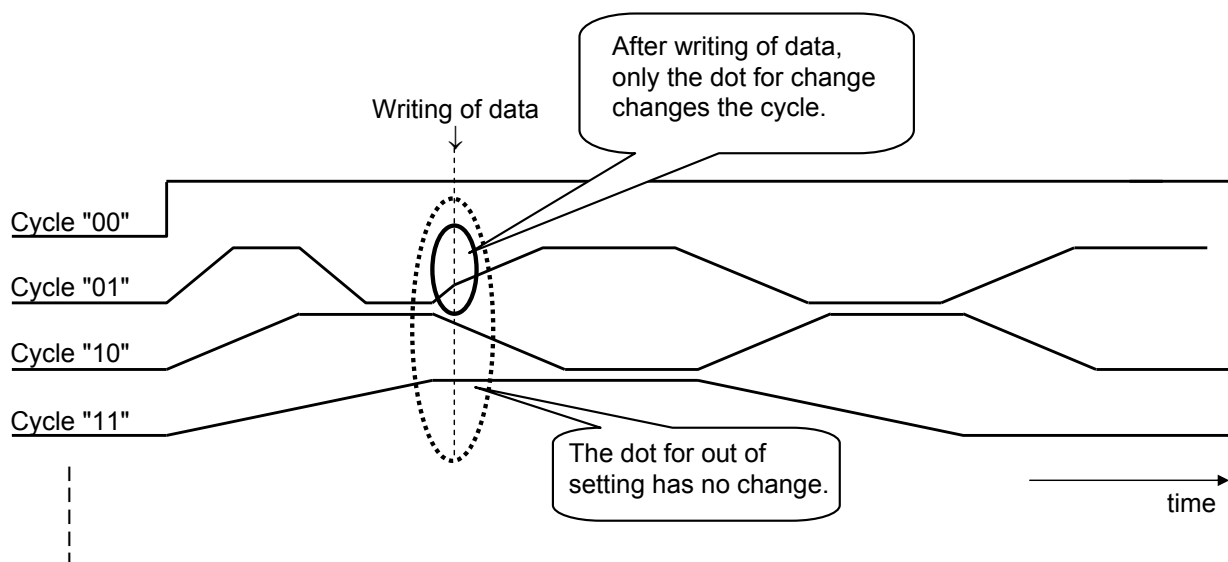 After writing of data,
only the dot for change
changes the cycle.
Writing of data
Cycle "00"
Cycle "01"
Cycle "10"
Cycle "11"
The dot for out of
setting has no change.
time